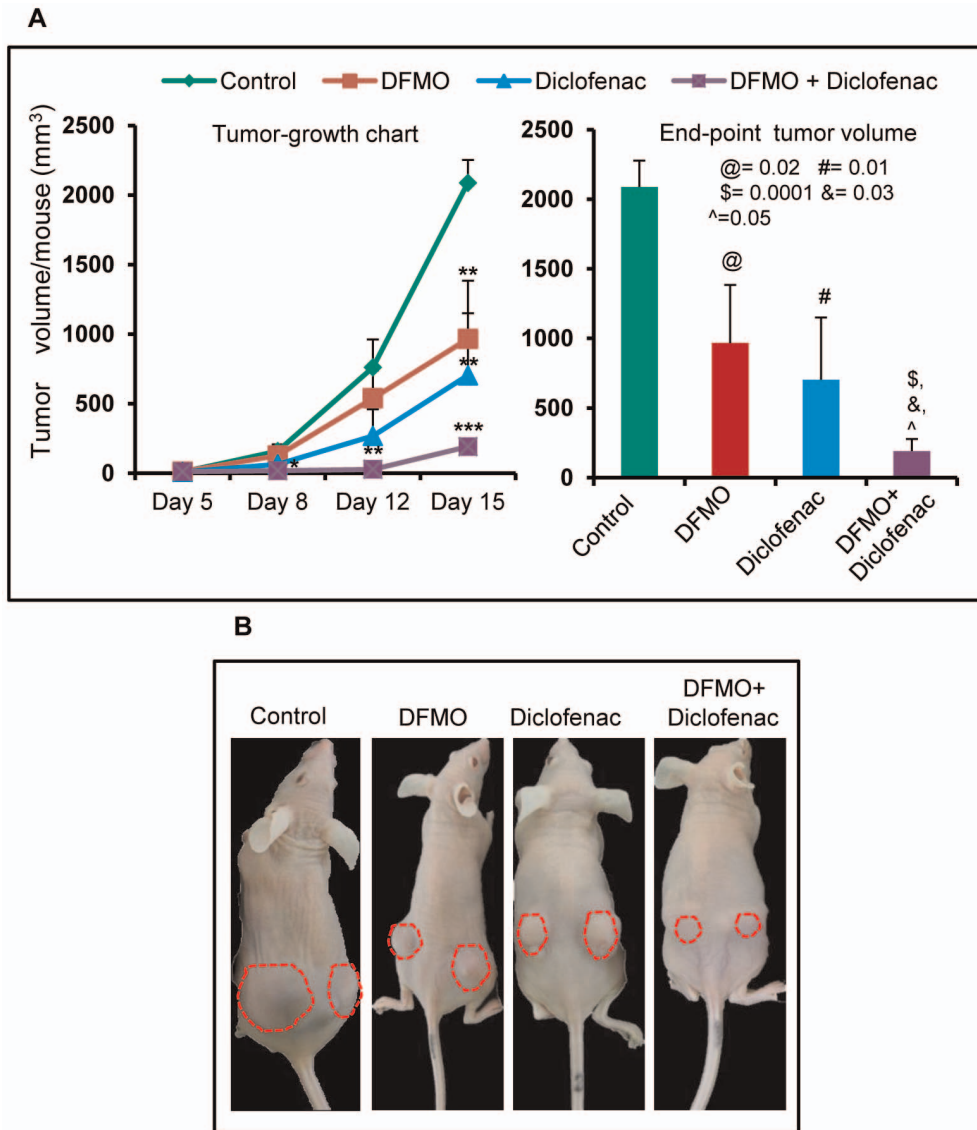 A
Control DFMO Diclofenac DFMO + Diclofenac
Tumor volume/mouse (mm³)
Tumor-growth chart
2500
2000
1500
1000
500
0
**
**
***
**
*
Day 5 Day 8 Day 12 Day 15
End-point tumor volume
@= 0.02 #= 0.01
$= 0.0001 &= 0.03
^=0.05
2500
2000
1500
1000
500
0
@
#
$,
&,
^
Control
DFMO
Diclofenac
DFMO+
Diclofenac
B
Control
DFMO
Diclofenac
DFMO+
Diclofenac